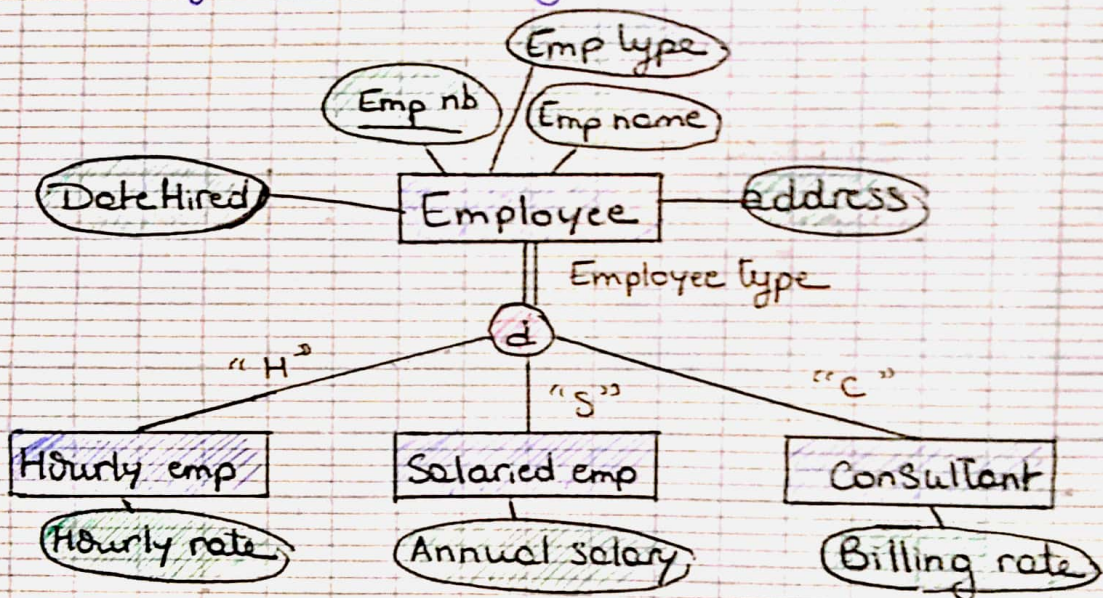 Emp type
Emp nb
Emp name
DateHired
Employee
address
Employee type
d
"H"
"S"
"C"
Hourly emp
Salaried emp
Consultant
Hourly rate
Annual salary
Billing rate